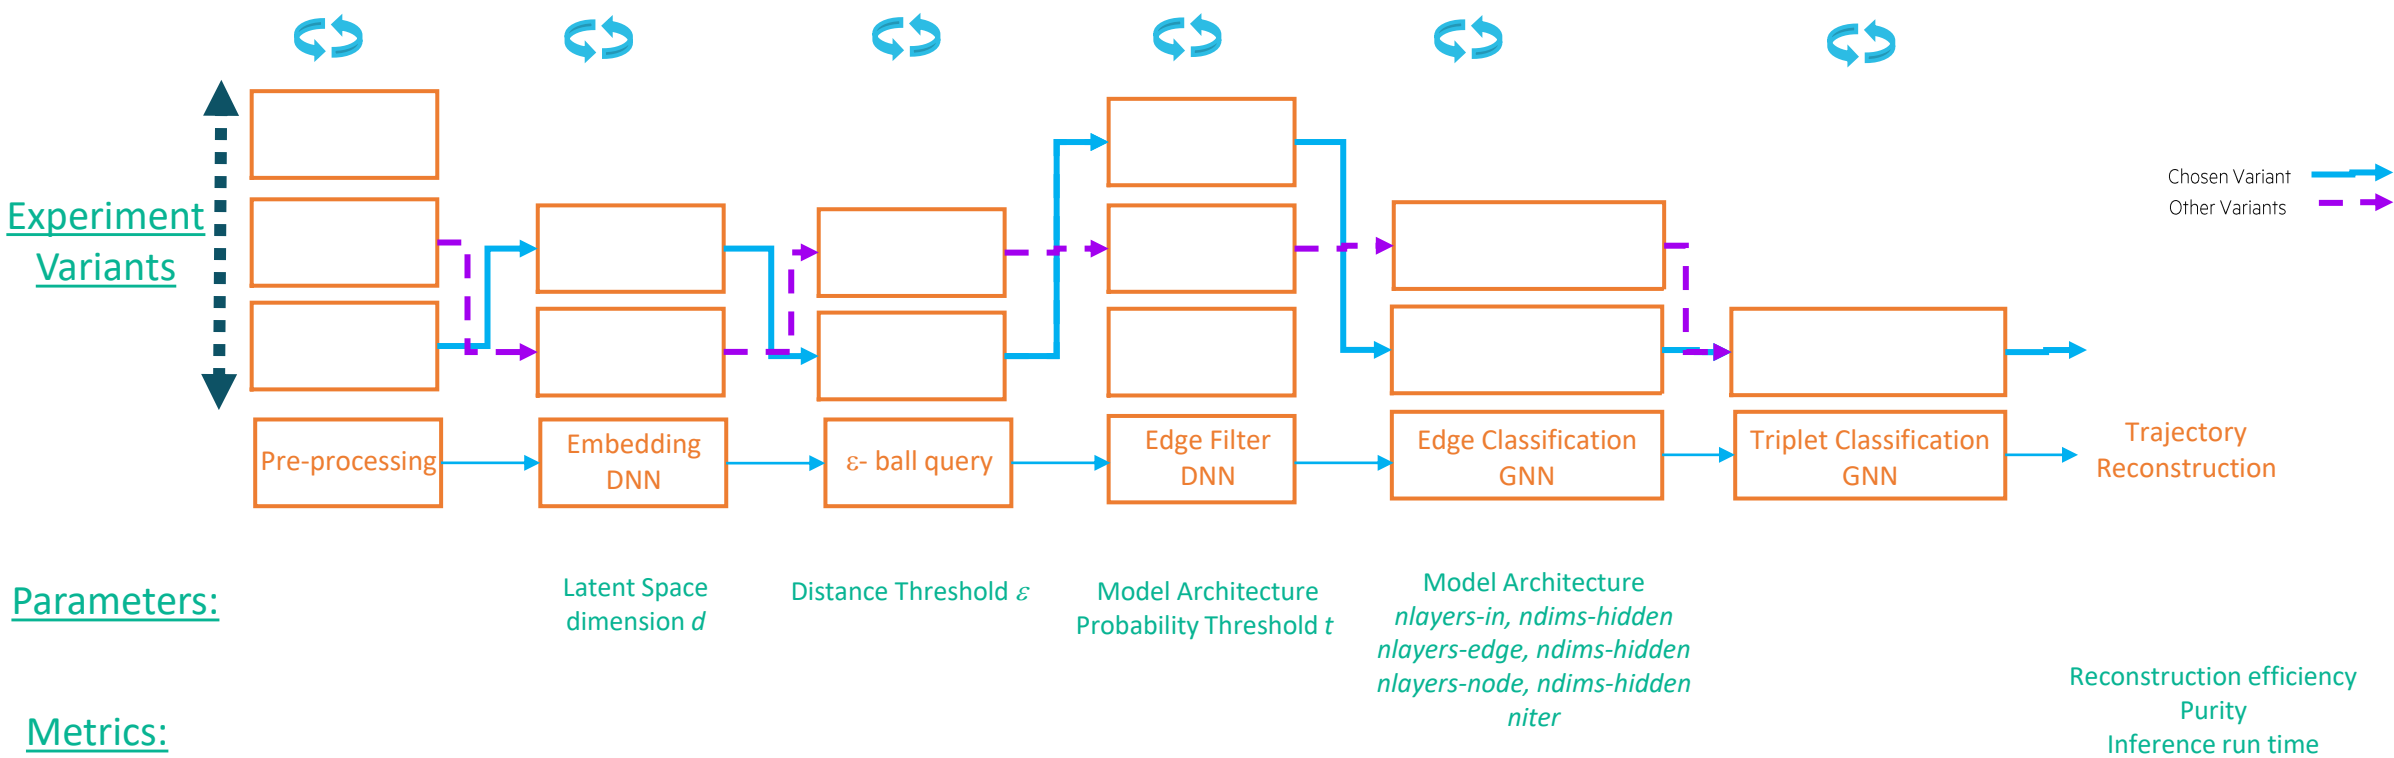 Chosen Variant
Other Variants
Experiment
Variants
Pre-processing
Embedding
DNN
ε- ball query
Edge Filter
DNN
Edge Classification
GNN
Triplet Classification
GNN
Trajectory
Reconstruction
Parameters:
Latent Space
dimension d
Distance Threshold ε
Model Architecture
Probability Threshold t
Model Architecture
nlayers-in, ndims-hidden
nlayers-edge, ndims-hidden
nlayers-node, ndims-hidden
niter
Metrics:
Reconstruction efficiency
Purity
Inference run time